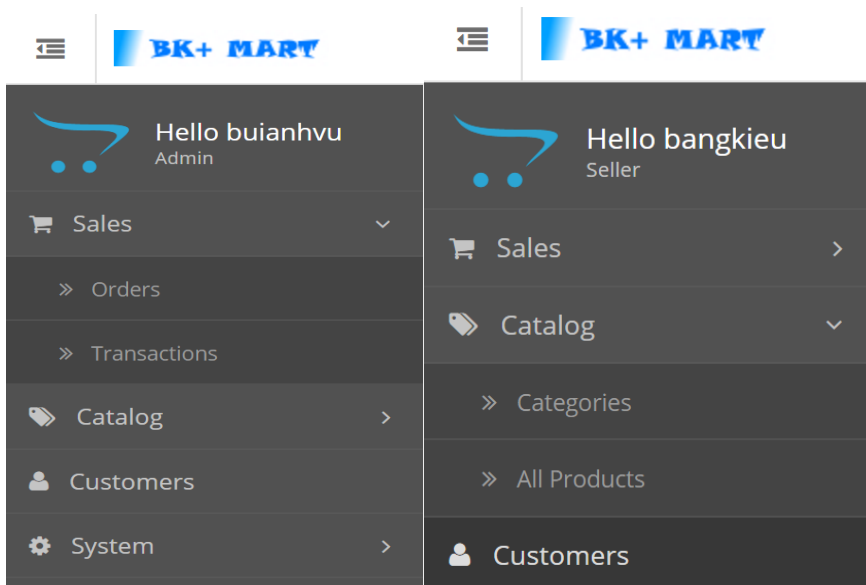 BK+ MART
Hello buianhvu
Admin
Sales
Orders
Transactions
Catalog
Customers
System
BK+ MART
Hello bangkieu
Seller
Sales
Catalog
Categories
All Products
Customers